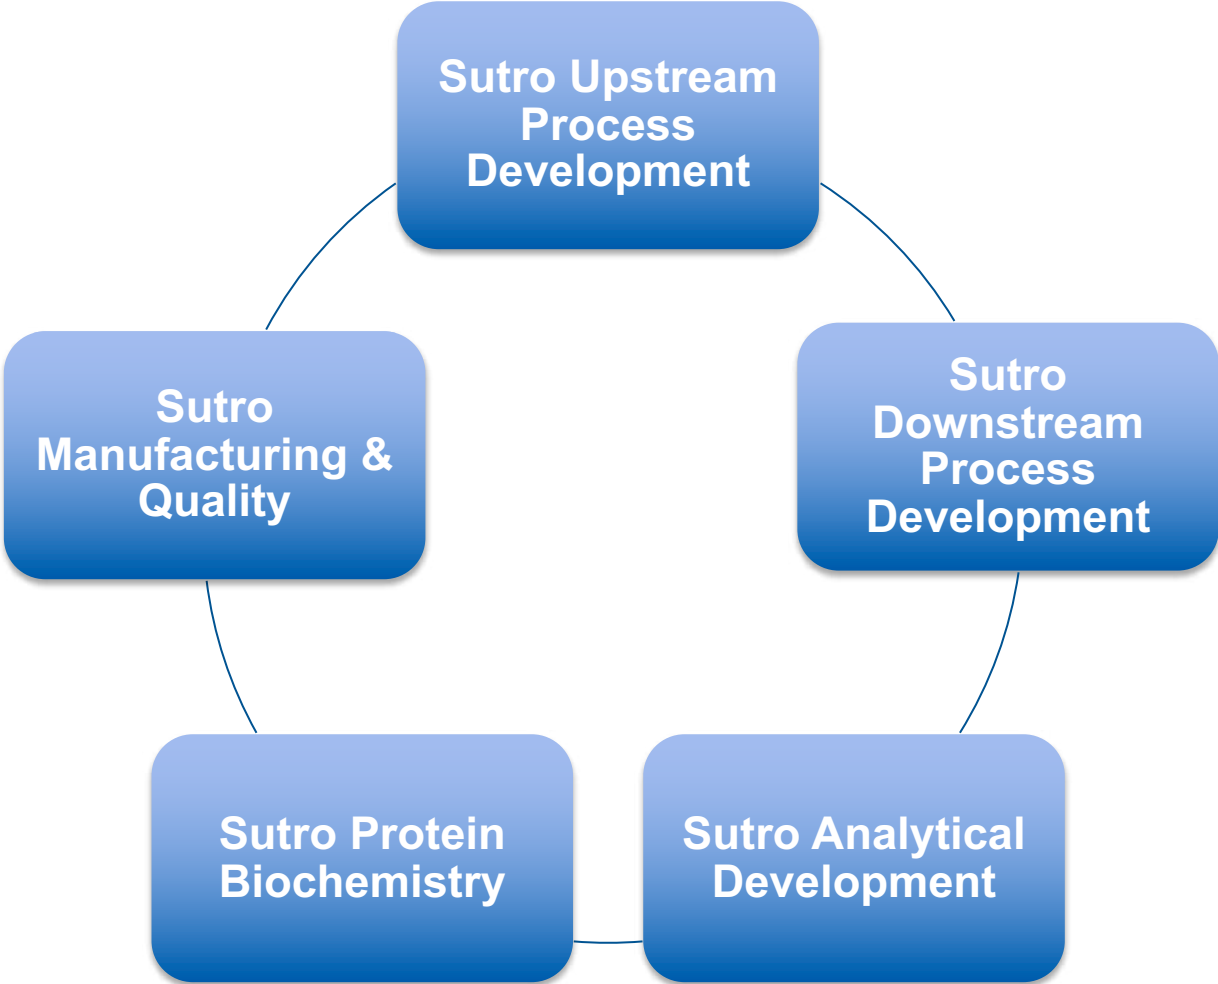 Sutro Upstream
Process
Development
Sutro
Downstream
Process
Development
Sutro Analytical
Development
Sutro Protein
Biochemistry
Sutro
Manufacturing &
Quality